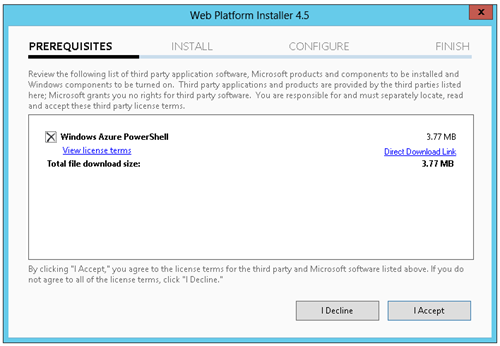 Web Platform Installer 4.5
x
PREREQUISITES INSTALL CONFIGURE FINISH
Review the following list of third party application software, Microsoft products and components to be installed and
Windows components to be turned on. Third party applications and products are provided by the third parties listed
here; Microsoft grants you no rights for third party software. You are responsible for and must separately locate, read
and accept these third party license terms.
Windows Azure PowerShell 3.77 MB
View license terms Direct Download Link
Total file download size: 3.77 MB
By clicking "I Accept," you agree to the license terms for the third party and Microsoft software listed above. If you do
not agree to all of the license terms, click "I Decline."
I Decline I Accept